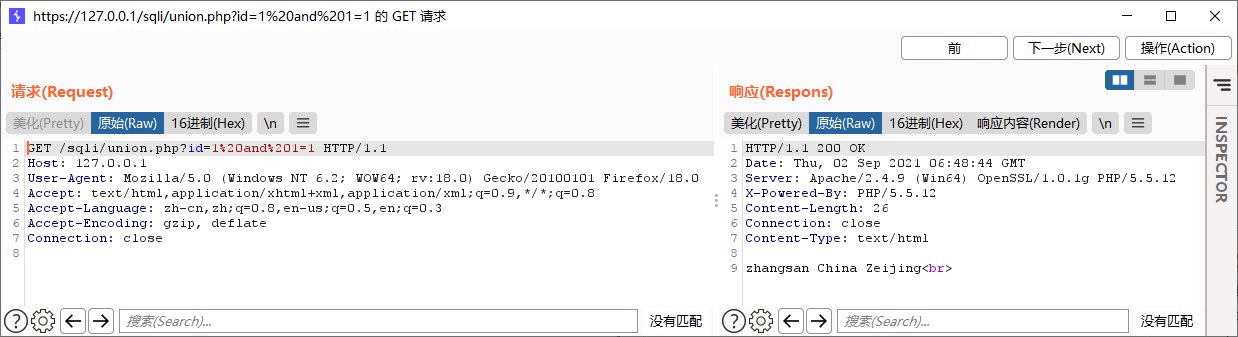 https://127.0.0.1/sqli/union.php?id=1%20and%201=1 的 GET 请求
前 下一步(Next) 操作(Action)
请求(Request)
美化(Pretty) 原始(Raw) 16进制(Hex) \n
1 GET /sqli/union.php?id=1%20and%201=1 HTTP/1.1
2 Host: 127.0.0.1
3 User-Agent: Mozilla/5.0 (Windows NT 6.2; WOW64; rv:18.0) Gecko/20100101 Firefox/18.0
4 Accept: text/html,application/xhtml+xml,application/xml;q=0.9,*/*;q=0.8
5 Accept-Language: zh-cn,zh;q=0.8,en-us;q=0.5,en;q=0.3
6 Accept-Encoding: gzip, deflate
7 Connection: close
8
搜索(Search)... 没有匹配
响应(Respons)
美化(Pretty) 原始(Raw) 16进制(Hex) 响应内容(Render) \n
1 HTTP/1.1 200 OK
2 Date: Thu, 02 Sep 2021 06:48:44 GMT
3 Server: Apache/2.4.9 (Win64) OpenSSL/1.0.1g PHP/5.5.12
4 X-Powered-By: PHP/5.5.12
5 Content-Length: 26
6 Connection: close
7 Content-Type: text/html
8
9 zhangsan China Zeijing<br>
搜索(Search)... 没有匹配
INSPECTOR